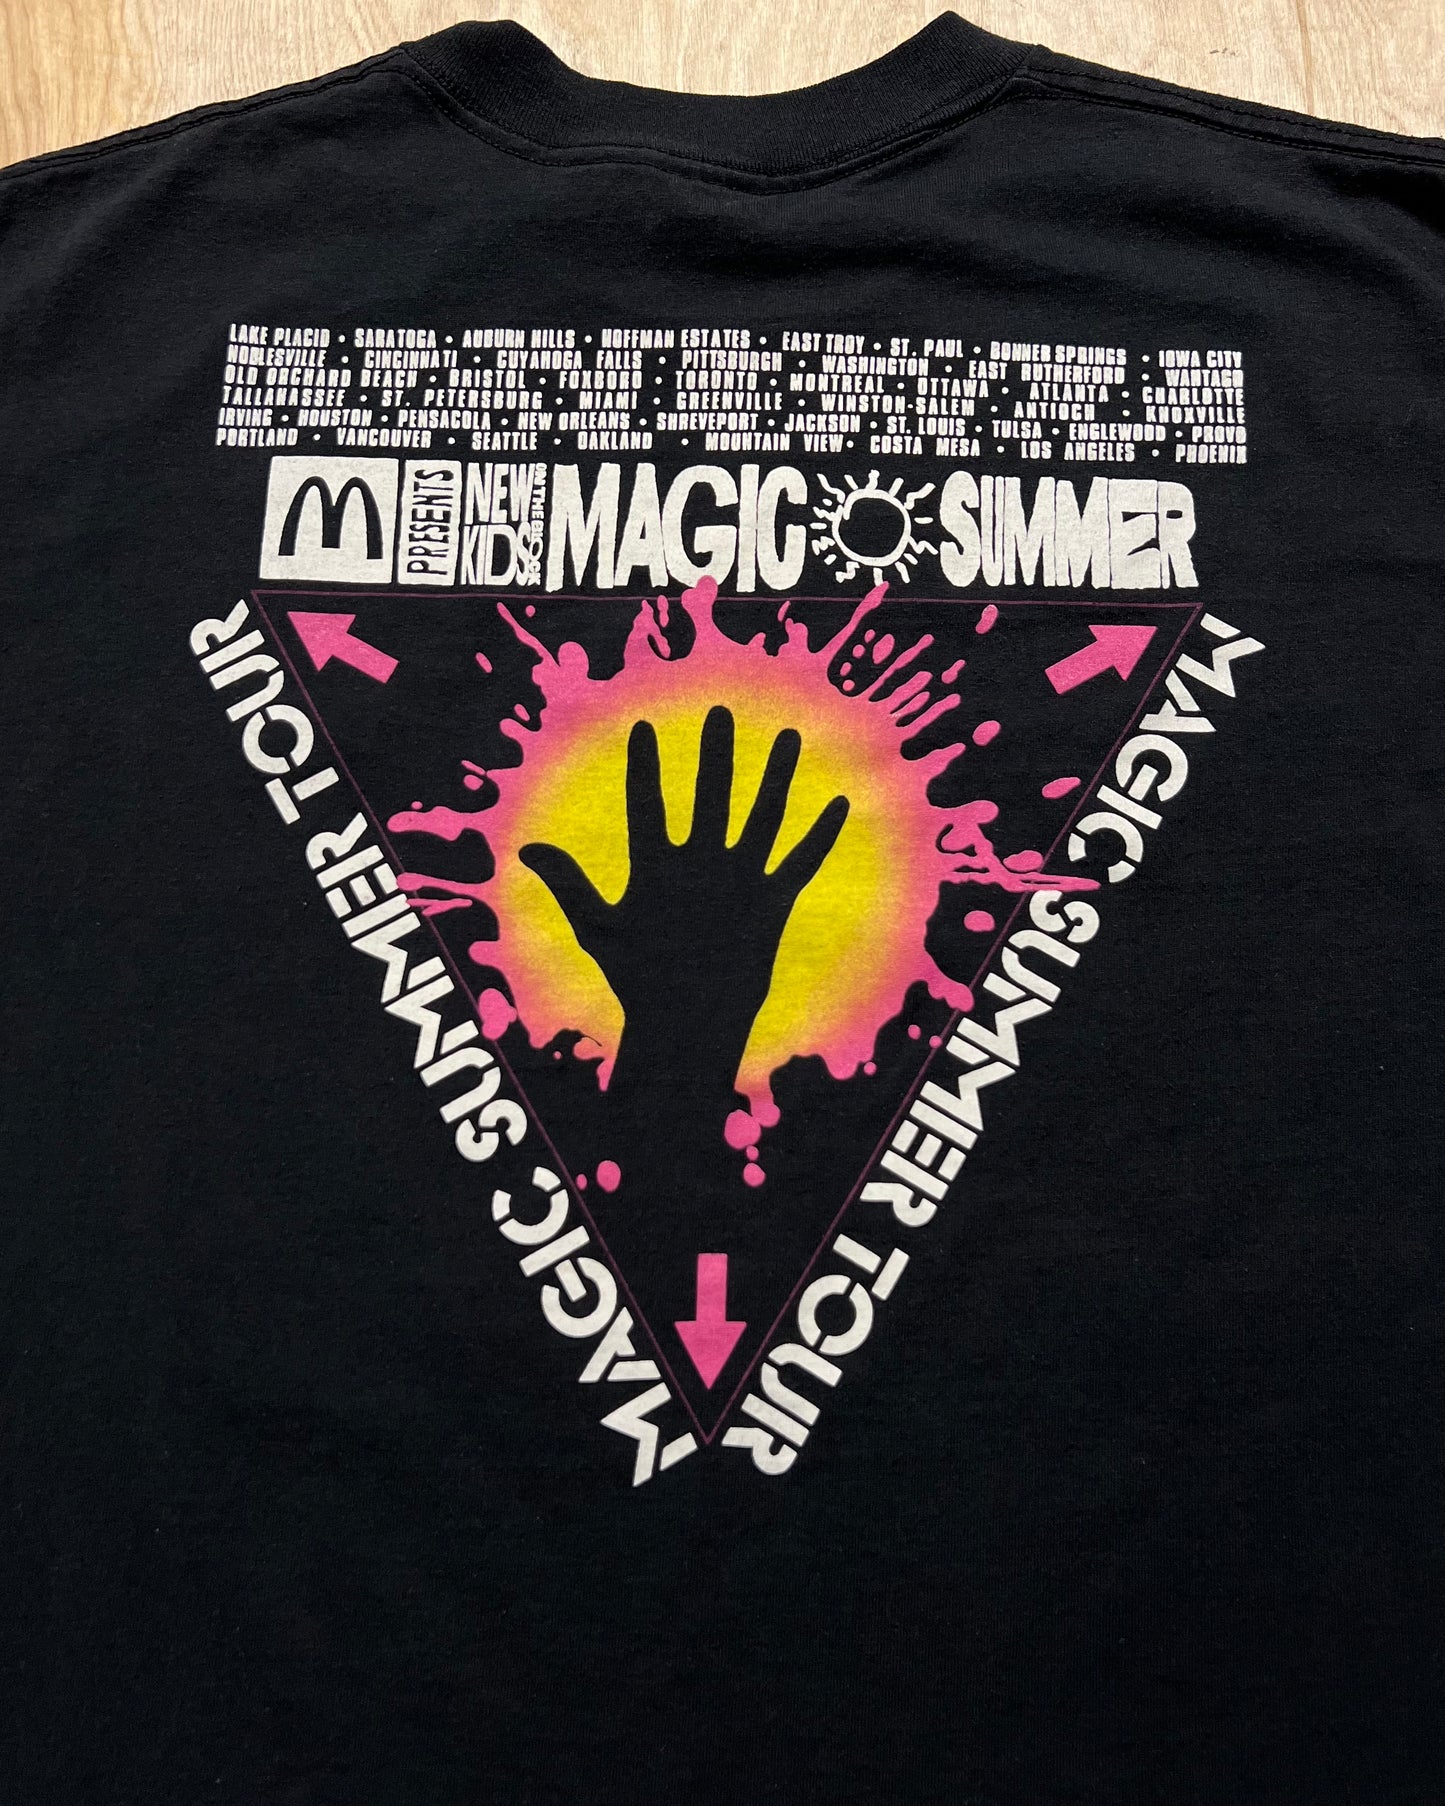 LAKE PLACID • SARATOGA • AUBURN HILLS • HOFFMAN ESTATES • EAST TROY • ST. PAUL • BONNER SPRINGS • IOWA CITY
NOBLESVILLE • CINCINNATI • CUYAHOGA FALLS • PITTSBURGH • WASHINGTON • EAST RUTHERFORD • WANTAGO
OLD ORCHARD BEACH • BRISTOL • FOXBORO • TORONTO • MONTREAL • OTTAWA • ATLANTA • CHARLOTTE
TALLAHASSEE • ST. PETERSBURG • MIAMI • GREENVILLE • WINSTON-SALEM • ANTIOCH • KNOXVILLE
IRVING • HOUSTON • PENSACOLA • NEW ORLEANS • SHREVEPORT • JACKSON • ST. LOUIS • TULSA • ENGLEWOOD • PROVO
PORTLAND • VANCOUVER • SEATTLE • OAKLAND • MOUNTAIN VIEW • COSTA MESA • LOS ANGELES • PHOENIX
M PRESENTS NEW KIDS ON THE BLOCK MAGIC SUMMER
MAGIC SUMMER TOUR
MAGIC SUMMER TOUR